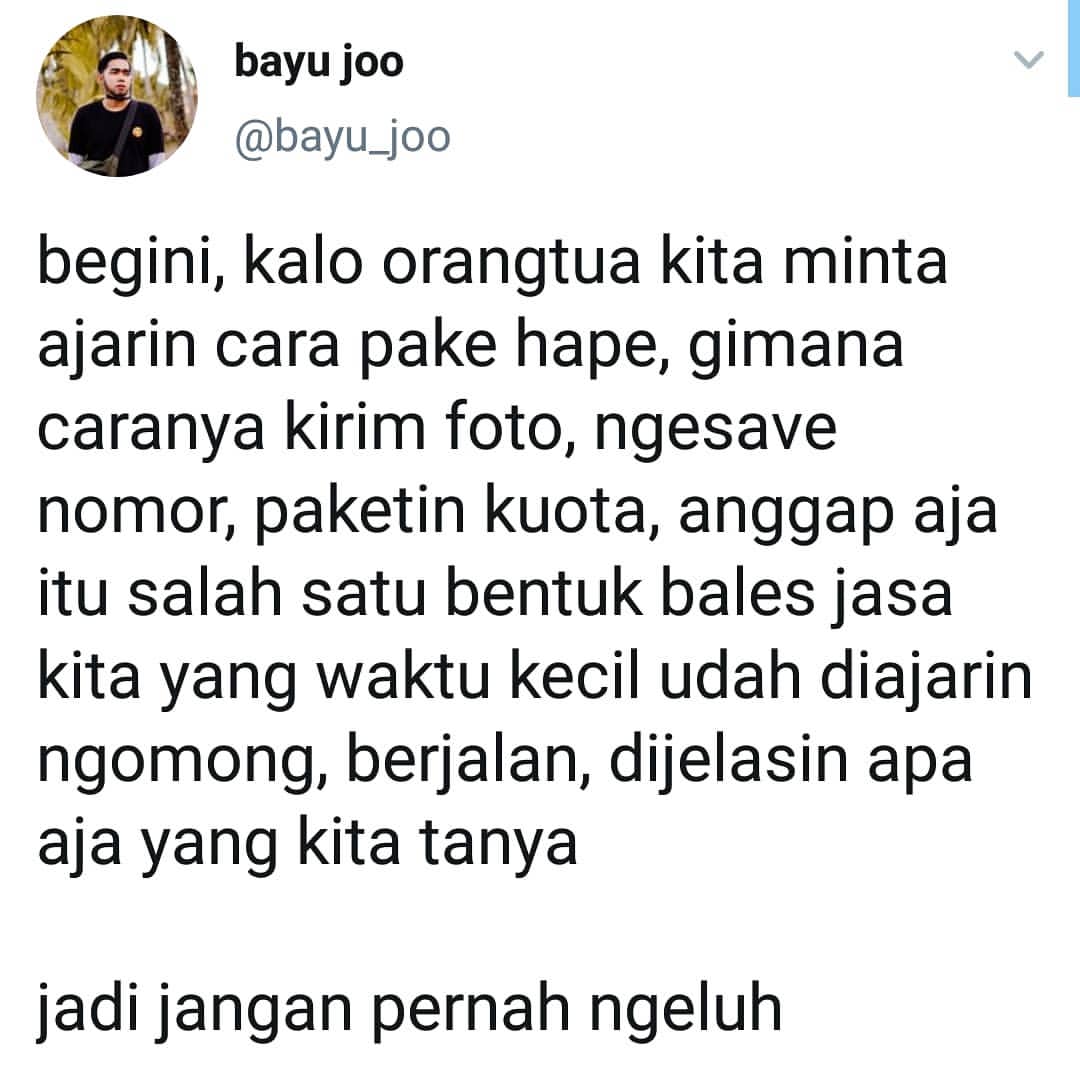 bayu joo
@bayu_joo
begini, kalo orangtua kita minta
ajarin cara pake hape, gimana
caranya kirim foto, ngesave
nomor, paketin kuota, anggap aja
itu salah satu bentuk bales jasa
kita yang waktu kecil udah diajarin
ngomong, berjalan, dijelasin apa
aja yang kita tanya
jadi jangan pernah ngeluh